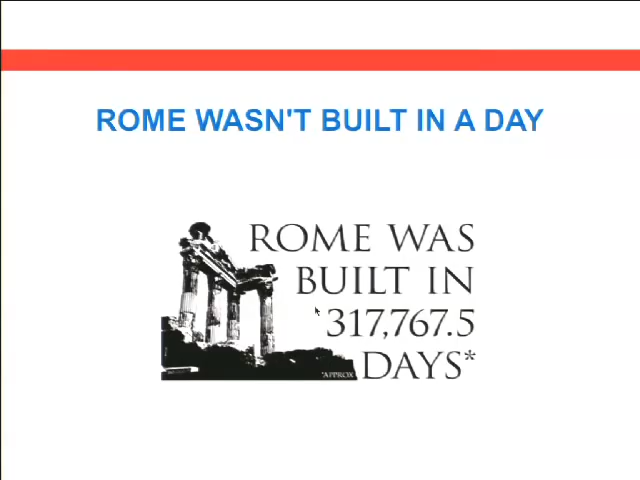 ROME WASN'T BUILT IN A DAY
ROME WAS
BUILT IN
317,767.5
DAYS*
*APPROX